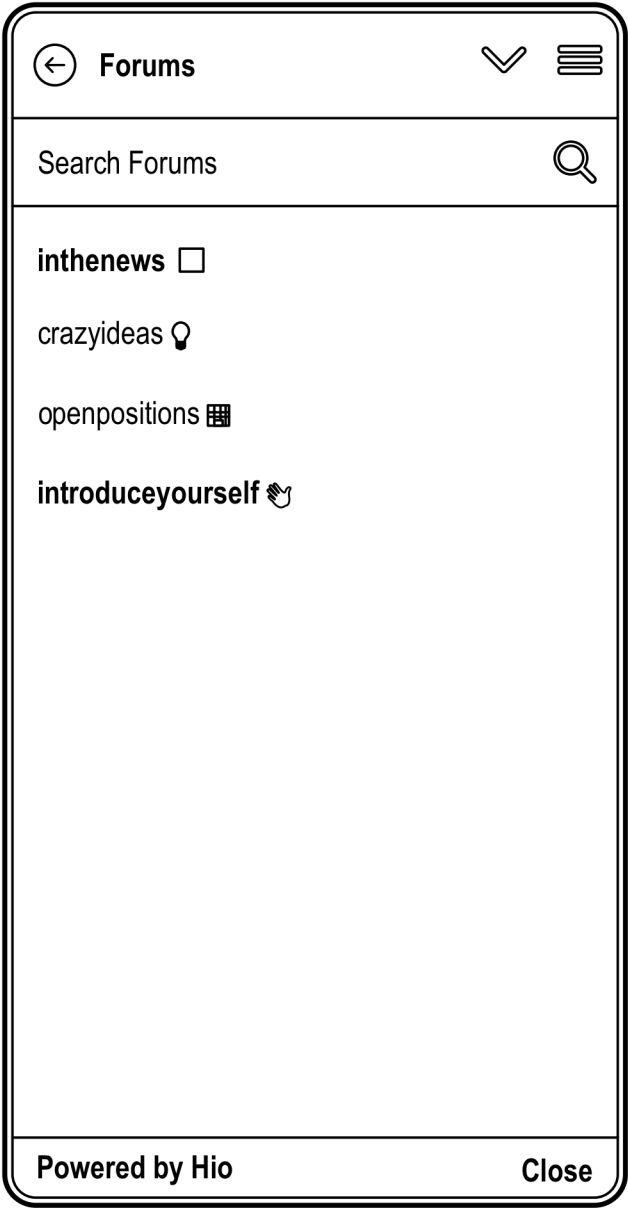 Forums
Search Forums
inthenews
crazyideas
openpositions
introduceyourself
Powered by Hio
Close